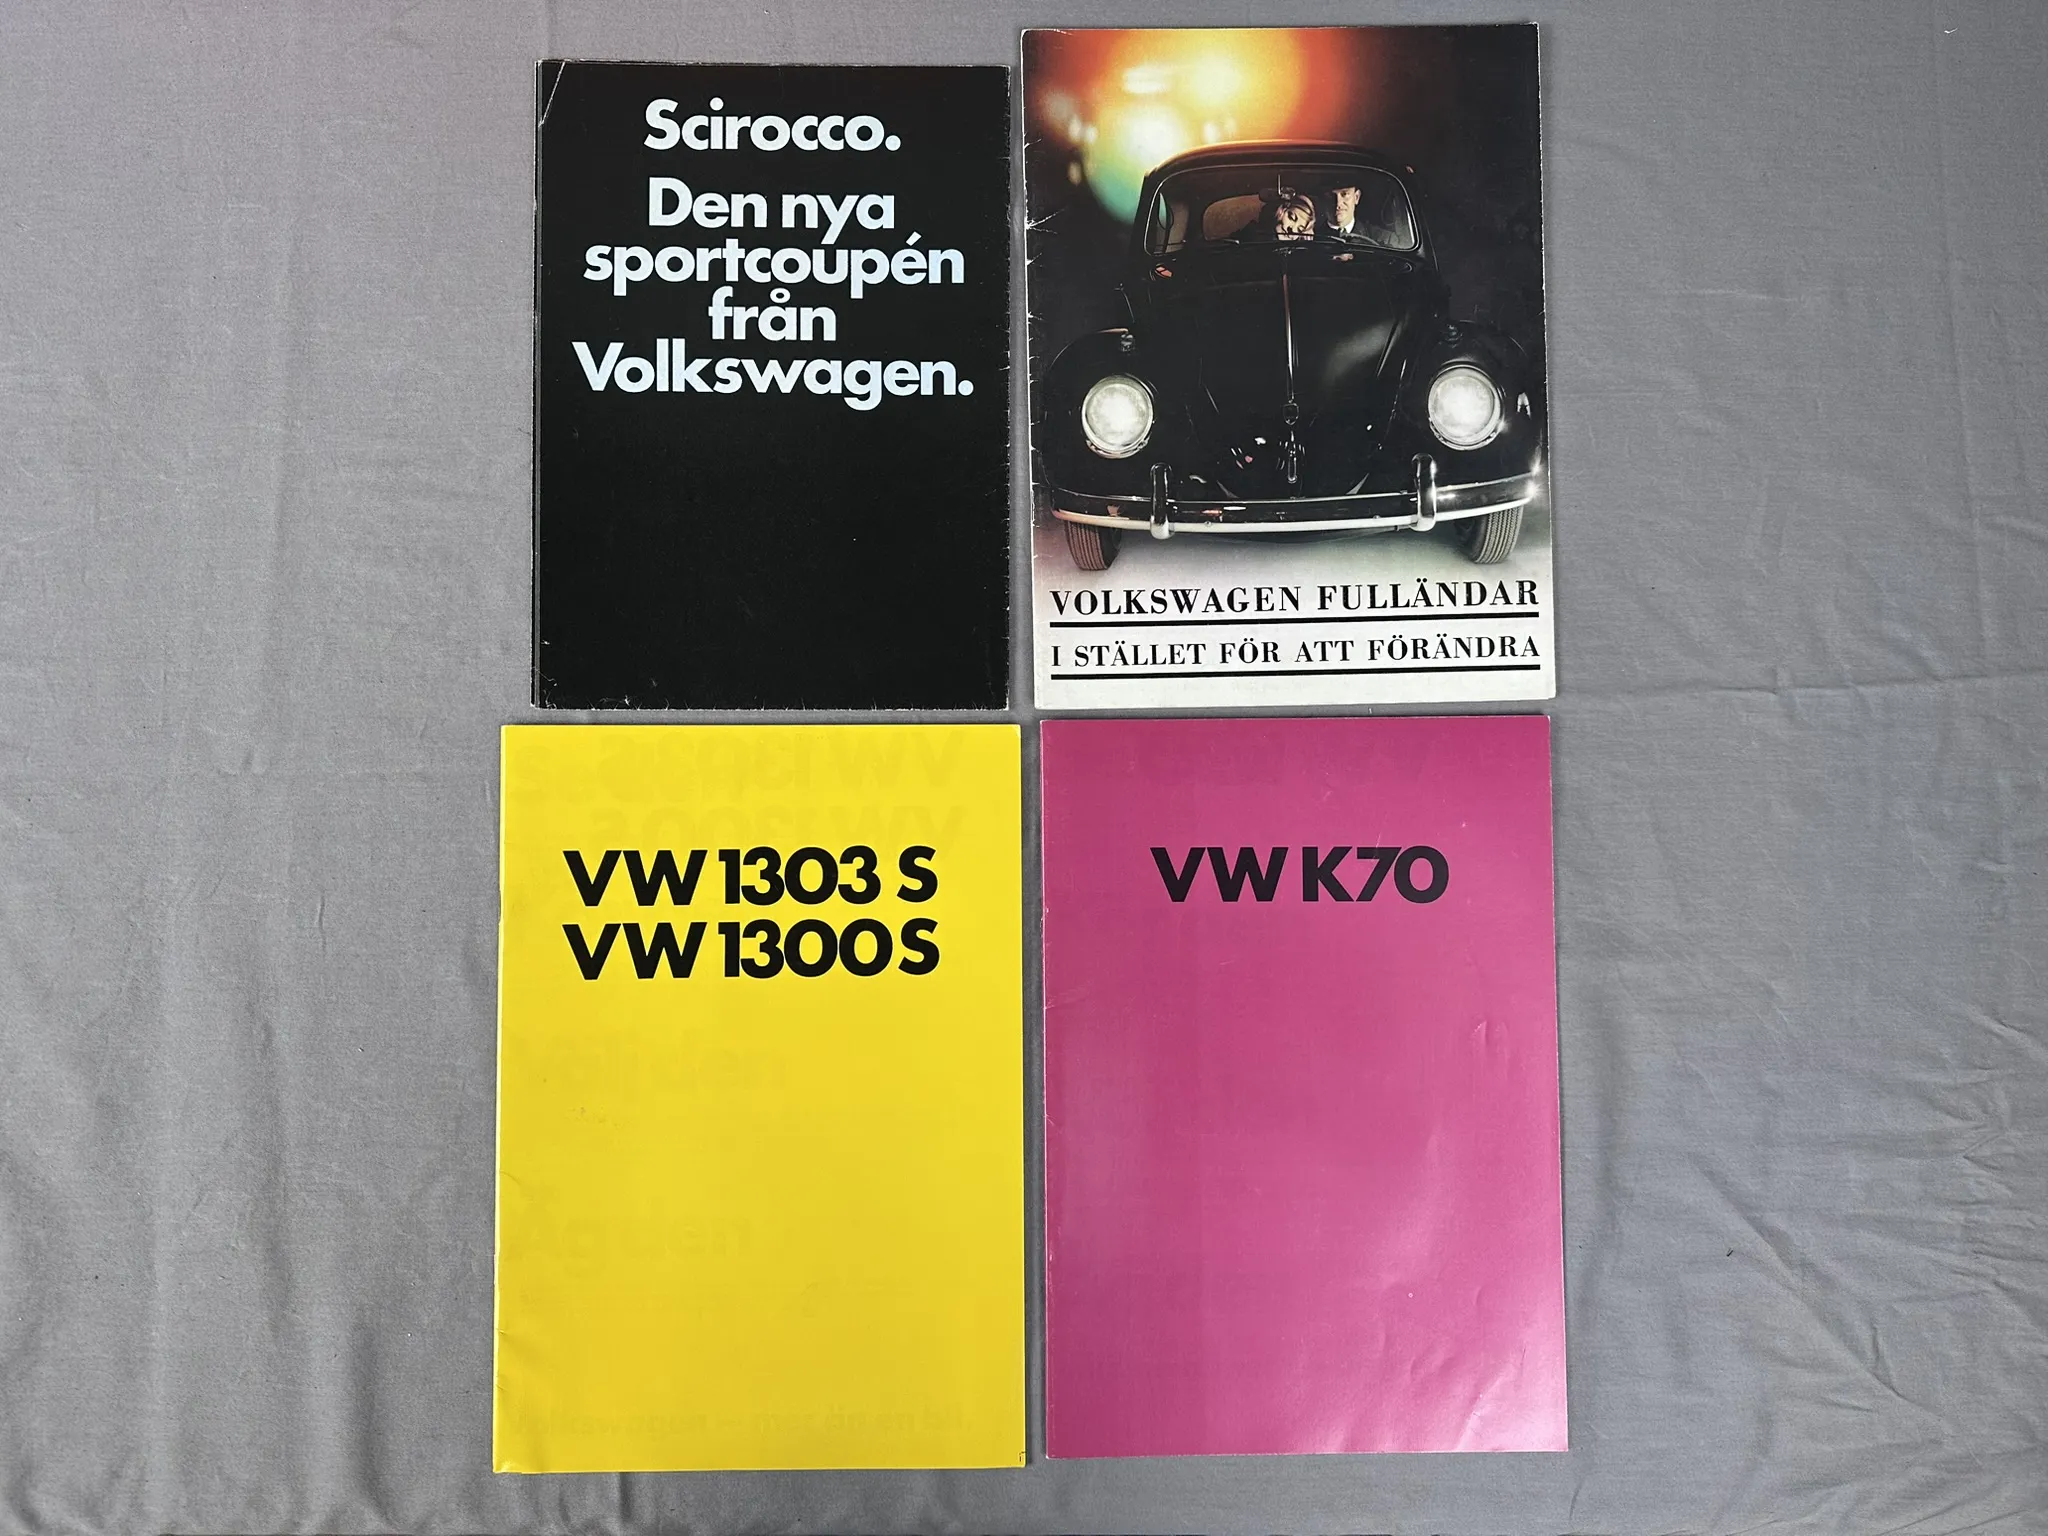 Scirocco.
Den nya
sportcoupén
från
Volkswagen.
VOLKSWAGEN FULLÄNDAR
I STÄLLET FÖR ATT FÖRÄNDRA
VW 1303 S
VW 1300 S
VW K70